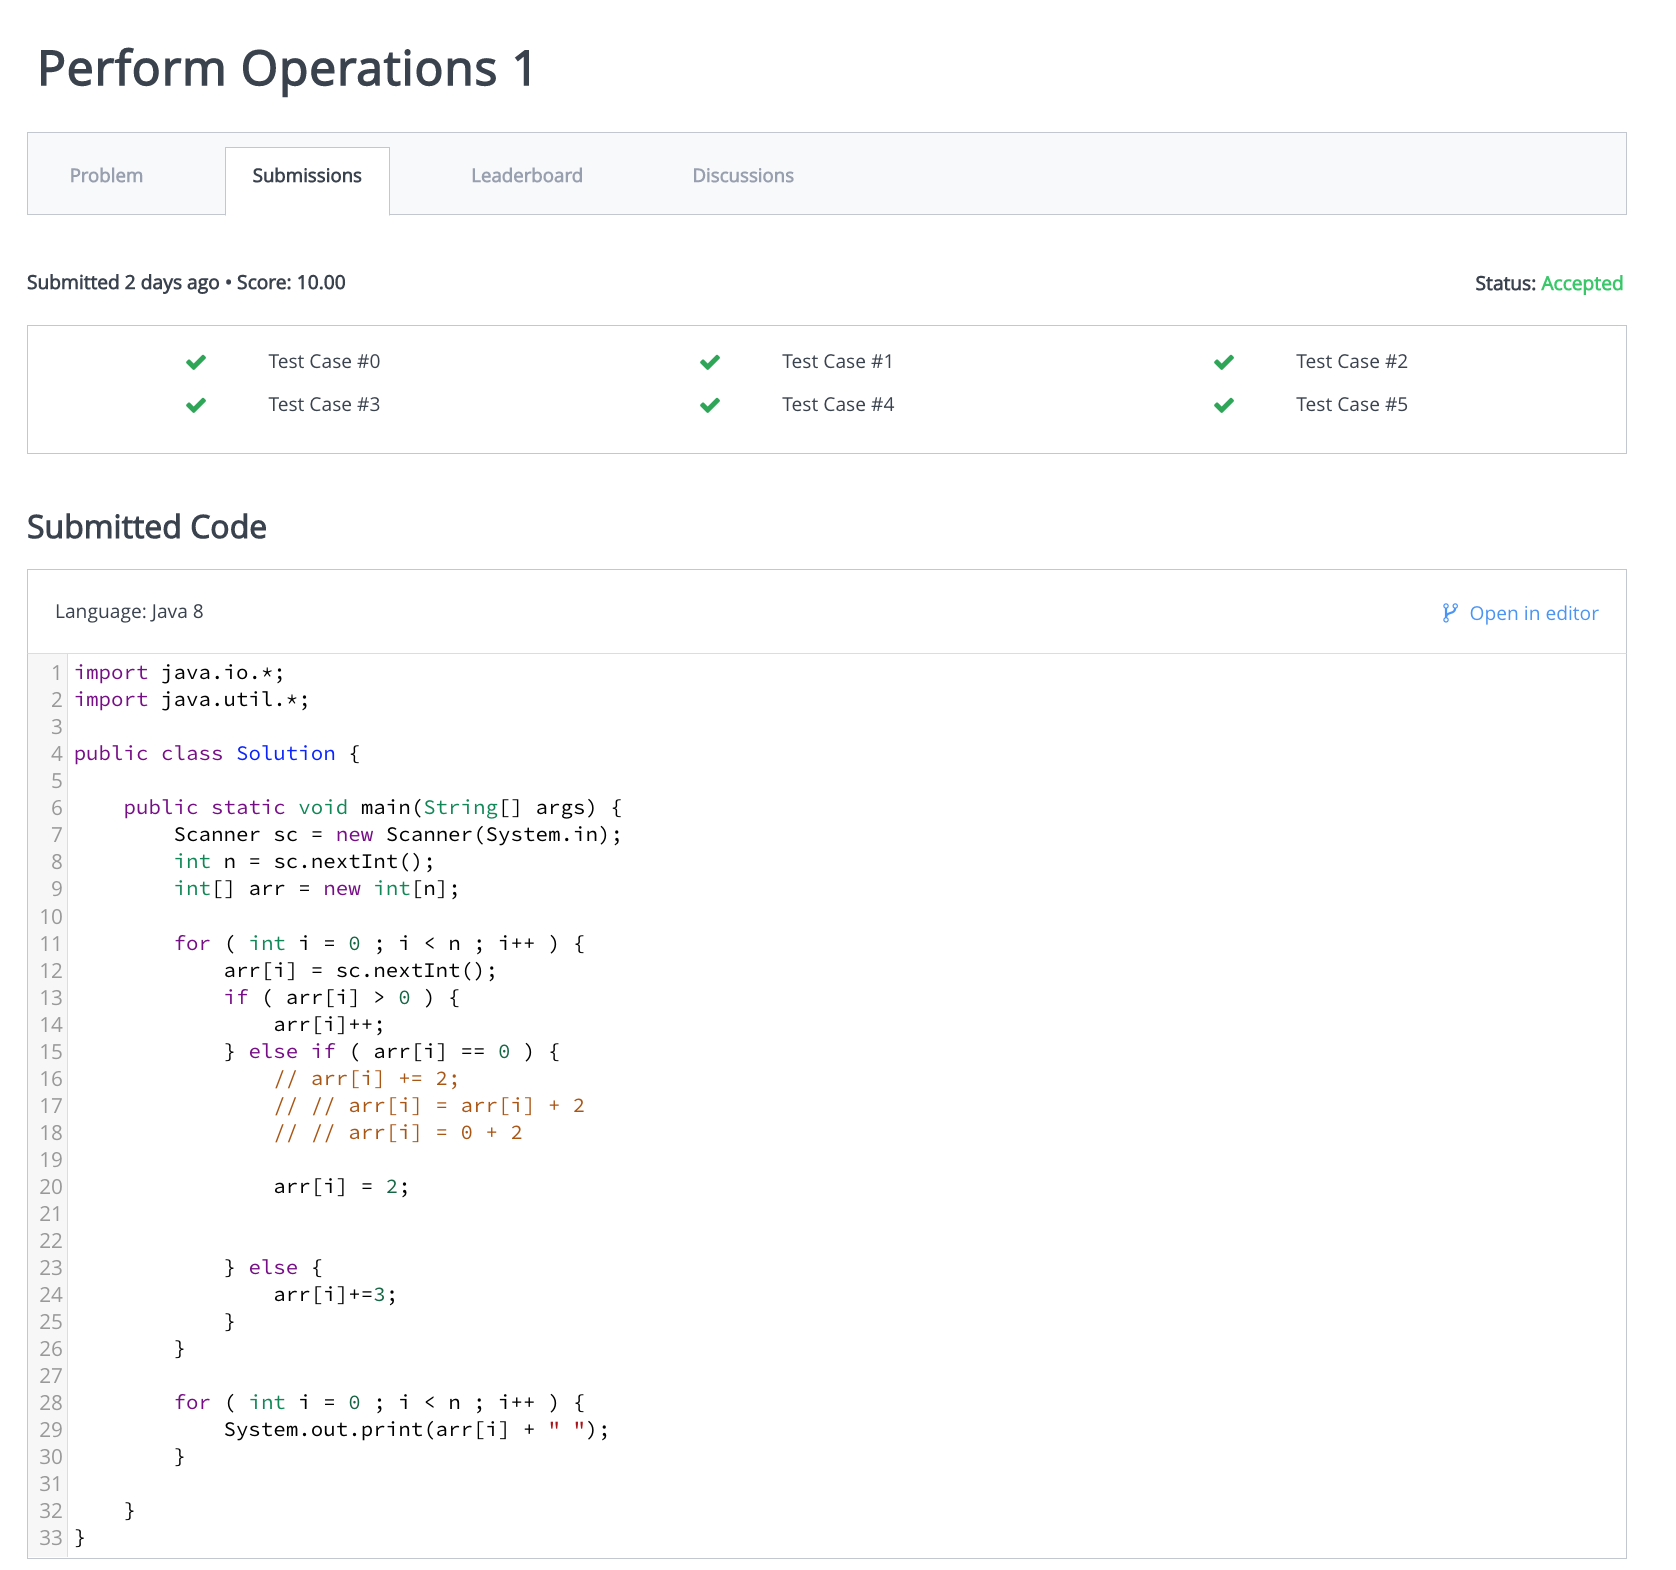 Perform Operations 1
Problem Submissions Leaderboard Discussions
Submitted 2 days ago • Score: 10.00 Status: Accepted
Test Case #0 Test Case #1 Test Case #2
Test Case #3 Test Case #4 Test Case #5
Submitted Code
Language: Java 8 Open in editor
1 import java.io.*;
2 import java.util.*;
3
4 public class Solution {
5
6     public static void main(String[] args) {
7         Scanner sc = new Scanner(System.in);
8         int n = sc.nextInt();
9         int[] arr = new int[n];
10
11         for ( int i = 0 ; i < n ; i++ ) {
12             arr[i] = sc.nextInt();
13             if ( arr[i] > 0 ) {
14                 arr[i]++;
15             } else if ( arr[i] == 0 ) {
16                 // arr[i] += 2;
17                 // // arr[i] = arr[i] + 2
18                 // // arr[i] = 0 + 2
19
20                 arr[i] = 2;
21
22
23             } else {
24                 arr[i]+=3;
25             }
26         }
27
28         for ( int i = 0 ; i < n ; i++ ) {
29             System.out.print(arr[i] + " ");
30         }
31
32     }
33 }